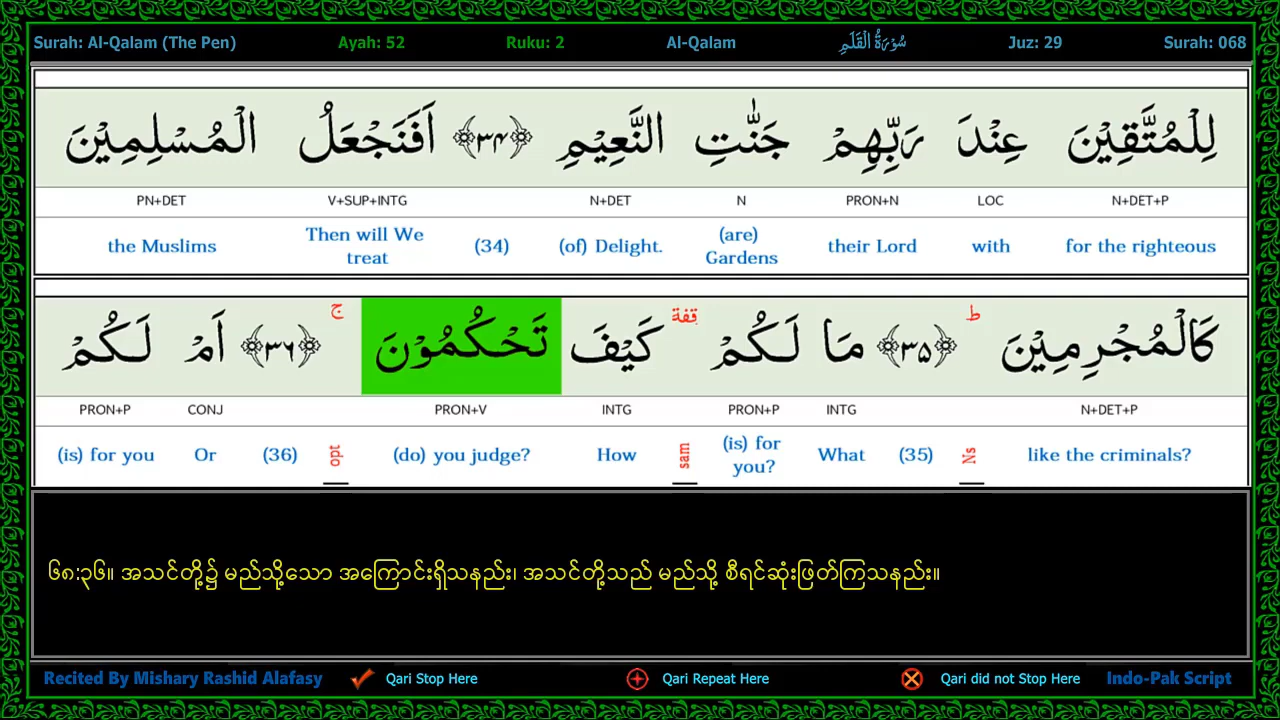 Surah: Al-Qalam (The Pen) Ayah: 52 Ruku: 2 Al-Qalam سُوْرَةُ الْقَلَمِ Juz: 29 Surah: 068
لِلْمُتَّقِيْنَ عِنْدَ رَبِّهِمْ جَنّٰتِ النَّعِيْمِ ﴿۳۴﴾ اَفَنَجْعَلُ الْمُسْلِمِيْنَ
PN+DET V+SUP+INTG N+DET N PRON+N LOC N+DET+P
the Muslims Then will We treat (34) (of) Delight. (are) Gardens their Lord with for the righteous
كَالْمُجْرِمِيْنَ ط ﴿۳۵﴾ مَا لَكُمْ قفة كَيْفَ تَحْكُمُوْنَ ج ﴿۳۶﴾ اَمْ لَكُمْ
PRON+P CONJ PRON+V INTG PRON+P INTG N+DET+P
(is) for you Or (36) opt (do) you judge? How sam (is) for you? What (35) Ns like the criminals?
၆၈:၃၆။ အသင်တို့၌ မည်သို့သော အကြောင်းရှိသနည်း၊ အသင်တို့သည် မည်သို့ စီရင်ဆုံးဖြတ်ကြသနည်း။
Recited By Mishary Rashid Alafasy Qari Stop Here Qari Repeat Here Qari did not Stop Here Indo-Pak Script